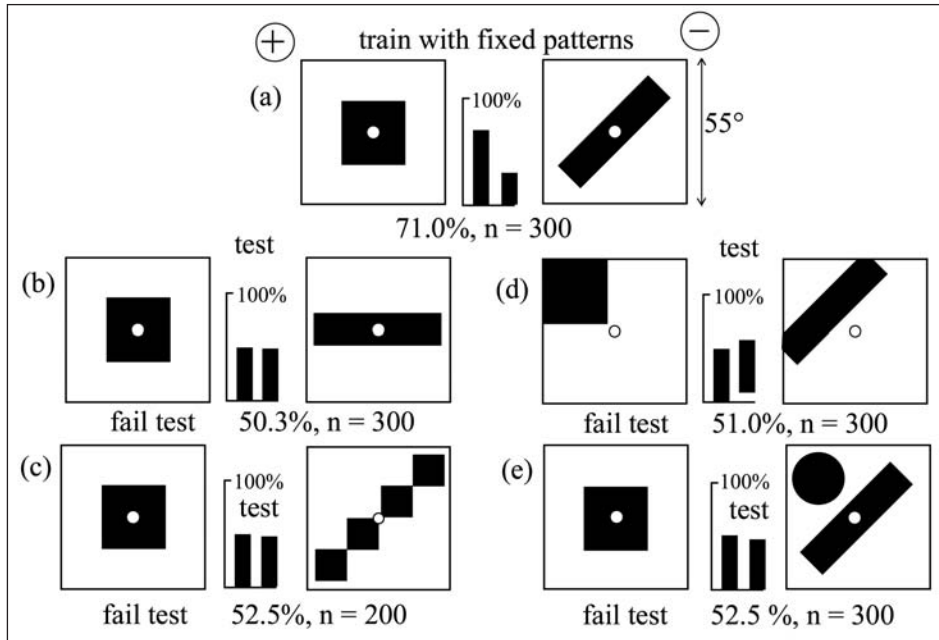 + train with fixed patterns −
(a)
100%
55°
71.0%, n = 300
test
(b)
100%
fail test 50.3%, n = 300
test
(d)
100%
fail test 51.0%, n = 300
(c)
100%
test
fail test 52.5%, n = 200
(e)
100%
test
fail test 52.5 %, n = 300